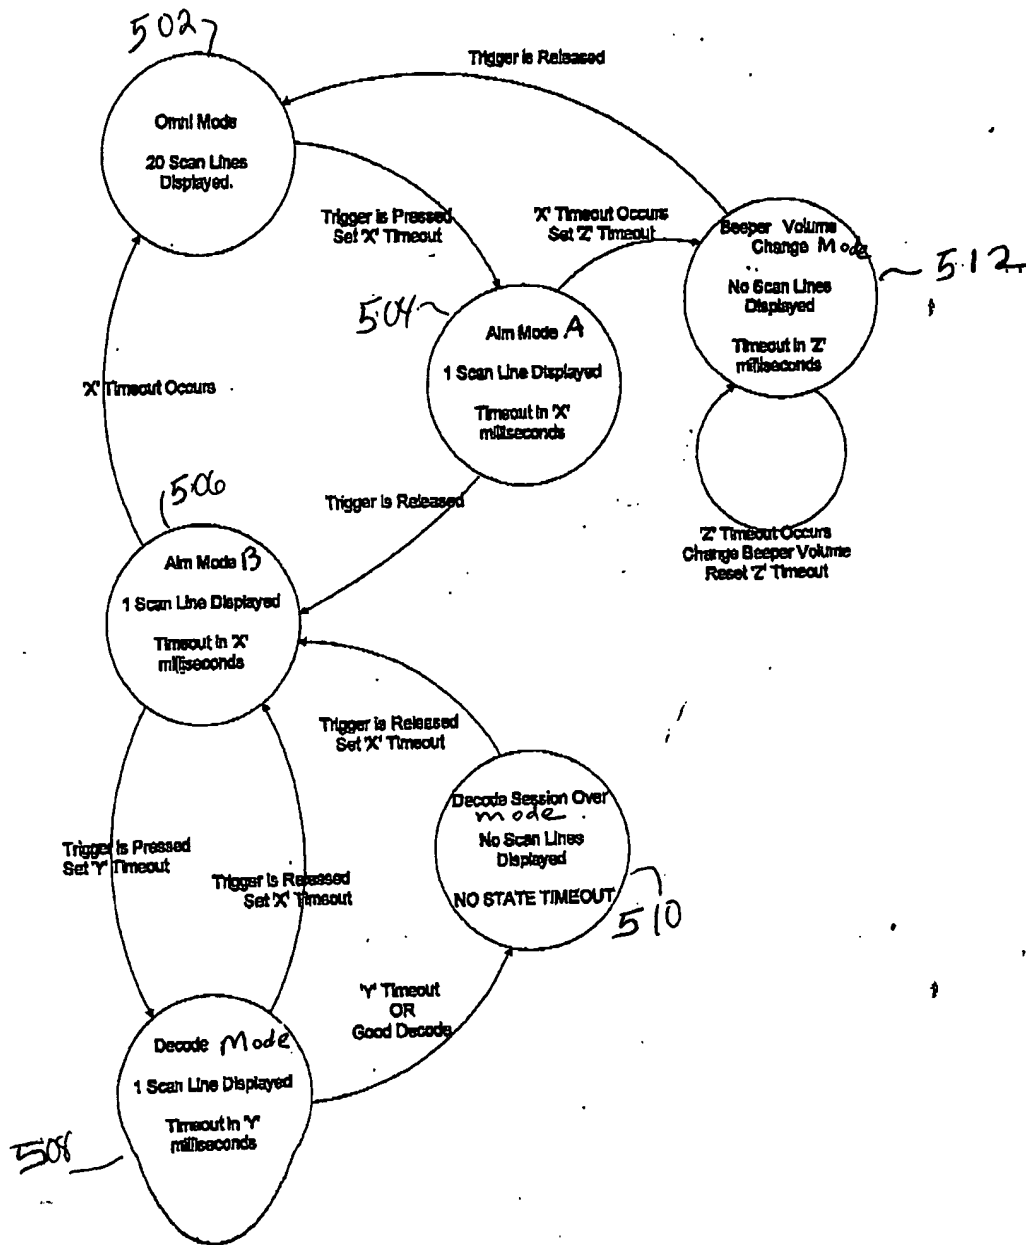 502
Trigger is Released
Omni Mode
20 Scan Lines
Displayed.
Trigger is Pressed
Set 'X' Timeout
'X' Timeout Occurs
Set 'Z' Timeout
Beeper Volume
Change Mode
No Scan Lines
Displayed
Timeout in 'Z'
milliseconds
512
504
Aim Mode A
1 Scan Line Displayed
Timeout in 'X'
milliseconds
'X' Timeout Occurs
Trigger is Released
'Z' Timeout Occurs
Change Beeper Volume
Reset 'Z' Timeout
506
Aim Mode B
1 Scan Line Displayed
Timeout in 'X'
milliseconds
Trigger is Released
Set 'X' Timeout
Decode Session Over
mode
No Scan Lines
Displayed
NO STATE TIMEOUT
510
Trigger is Pressed
Set 'Y' Timeout
Trigger is Released
Set 'X' Timeout
'Y' Timeout
OR
Good Decode
Decode Mode
1 Scan Line Displayed
Timeout in 'Y'
milliseconds
508